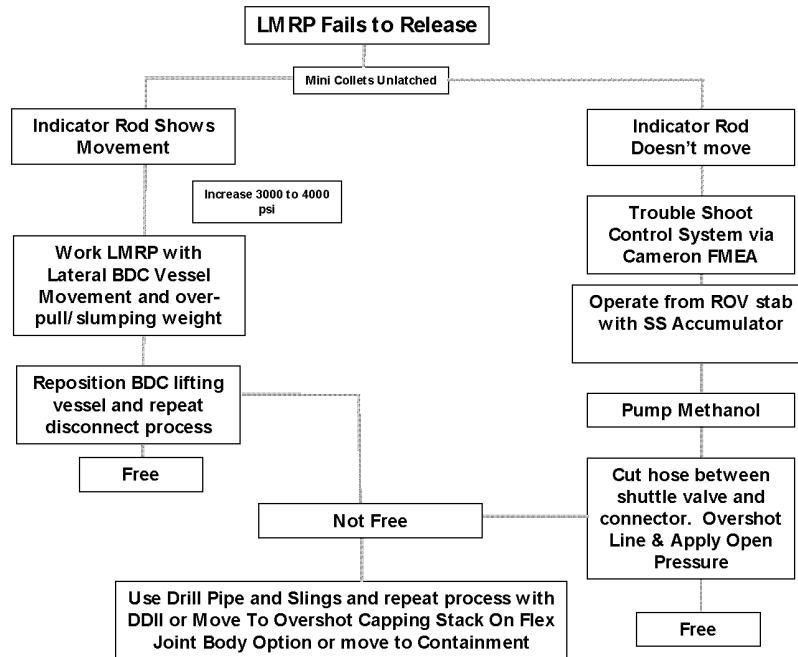 LMRP Fails to Release
Mini Collets Unlatched
Indicator Rod Shows
Movement
Indicator Rod
Doesn't move
Increase 3000 to 4000
psi
Trouble Shoot
Control System via
Cameron FMEA
Work LMRP with
Lateral BDC Vessel
Movement and over-
pull/slumping weight
Operate from ROV stab
with SS Accumulator
Reposition BDC lifting
vessel and repeat
disconnect process
Pump Methanol
Free
Cut hose between
shuttle valve and
connector. Overshot
Line & Apply Open
Pressure
Not Free
Use Drill Pipe and Slings and repeat process with
DDII or Move To Overshot Capping Stack On Flex
Joint Body Option or move to Containment
Free